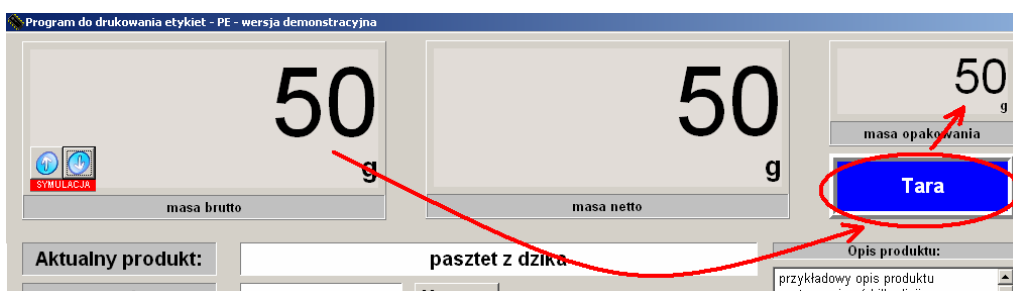 Program do drukowania etykiet - PE - wersja demonstracyjna
50
g
SYMULACJA
masa brutto
50
g
masa netto
50
g
masa opakowania
Tara
Aktualny produkt:
pasztet z dzika
Opis produktu:
przykładowy opis produktu